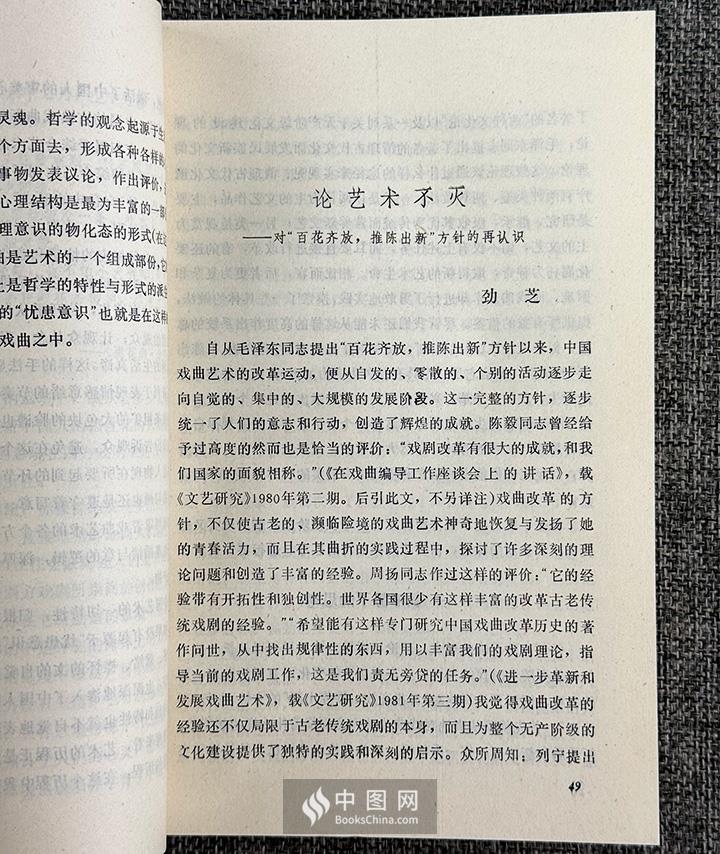 灵魂。哲学的观念起源于生
个方面去，形成各种各样的
事物发表议论，作出评价，
心理结构是最为丰富的一部
理意识的物化态的形式(在这
曲是艺术的一个组成部份，它
上是哲学的特性与形式的派生
的“忧患意识”也就是在这种
戏曲之中。
论艺术不灭
——对“百花齐放，推陈出新”方针的再认识
劲 芝
自从毛泽东同志提出“百花齐放，推陈出新”方针以来，中国
戏曲艺术的改革运动，便从自发的、零散的、个别的活动逐步走
向自觉的、集中的、大规模的发展阶段。这一完整的方针，逐步
统一了人们的意志和行动，创造了辉煌的成就。陈毅同志曾经给
予过高度的然而也是恰当的评价：“戏剧改革有很大的成就，和我
们国家的面貌相称。”(《在戏曲编导工作座谈会上的讲话》，载
《文艺研究》1980年第二期。后引此文，不另详注)戏曲改革的方
针，不仅使古老的、濒临险境的戏曲艺术神奇地恢复与发扬了她
的青春活力，而且在其曲折的实践过程中，探讨了许多深刻的理
论问题和创造了丰富的经验。周扬同志作过这样的评价：“它的经
验带有开拓性和独创性。世界各国很少有这样丰富的改革古老传
统戏剧的经验。”“希望能有这样专门研究中国戏曲改革历史的著
作问世，从中找出规律性的东西，用以丰富我们的戏剧理论，指
导当前的戏剧工作，这是我们责无旁贷的任务。”(《进一步革新和
发展戏曲艺术》，载《文艺研究》1981年第三期)我觉得戏曲改革的
经验还不仅局限于古老传统戏剧的本身，而且为整个无产阶级的
文化建设提供了独特的实践和深刻的启示。众所周知；列宁提出
49
中图网
BooksChina.com